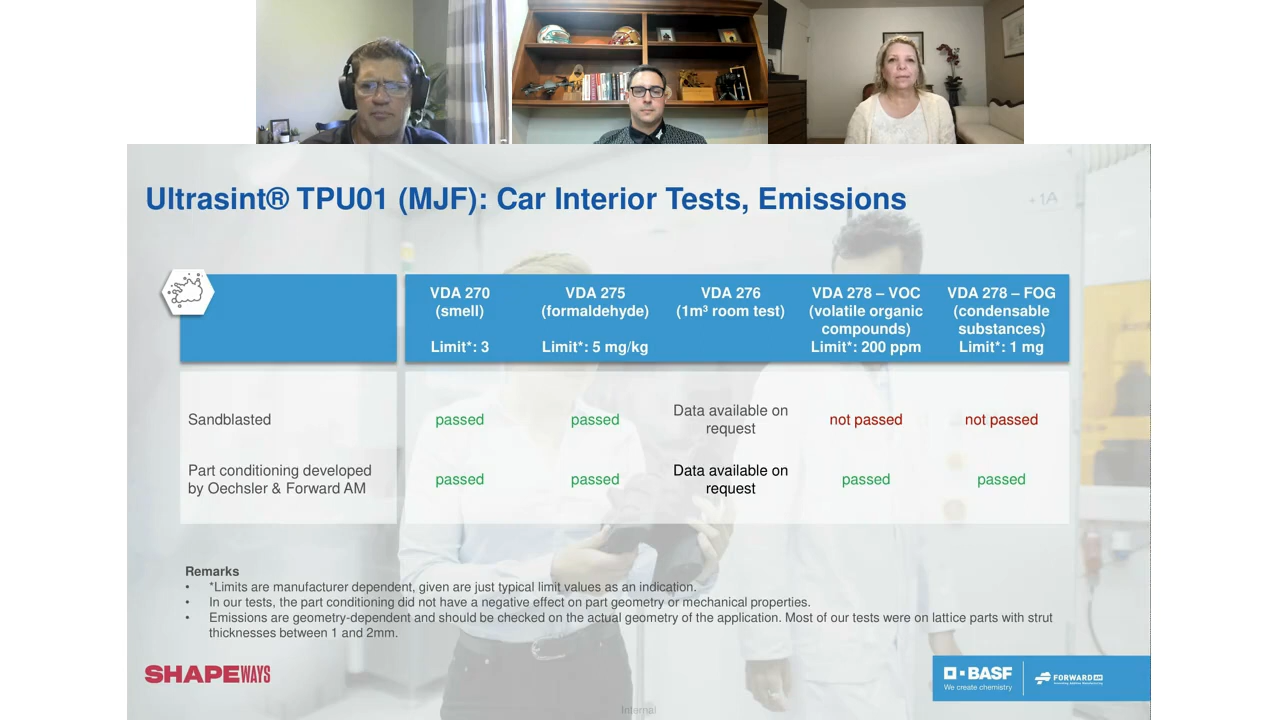 Ultrasint® TPU01 (MJF): Car Interior Tests, Emissions
+1A
VDA 270
(smell)
Limit*: 3
VDA 275
(formaldehyde)
Limit*: 5 mg/kg
VDA 276
(1m³ room test)
VDA 278 – VOC
(volatile organic
compounds)
Limit*: 200 ppm
VDA 278 – FOG
(condensable
substances)
Limit*: 1 mg
Sandblasted
passed
passed
Data available on
request
not passed
not passed
Part conditioning developed
by Oechsler & Forward AM
passed
passed
Data available on
request
passed
passed
Remarks
• *Limits are manufacturer dependent, given are just typical limit values as an indication.
• In our tests, the part conditioning did not have a negative effect on part geometry or mechanical properties.
• Emissions are geometry-dependent and should be checked on the actual geometry of the application. Most of our tests were on lattice parts with strut
thicknesses between 1 and 2mm.
SHAPEWAYS
BASF
We create chemistry
FORWARD AM
Internal